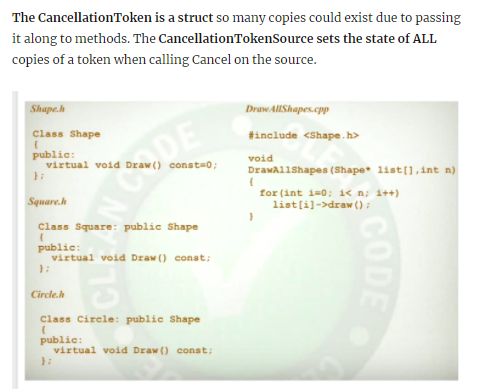 The CancellationToken is a struct so many copies could exist due to passing
it along to methods. The CancellationTokenSource sets the state of ALL
copies of a token when calling Cancel on the source.
Shape.h
Class Shape
{
public:
virtual void Draw() const=0;
};
Square.h
Class Square: public Shape
{
public:
virtual void Draw() const;
};
Circle.h
Class Circle: public Shape
{
public:
virtual void Draw() const;
};
DrawAllShapes.cpp
#include <Shape.h>
void
DrawAllShapes(Shape* list[],int n)
{
for(int i=0; i< n; i++)
list[i]->draw();
}
CLEAN CODE
CLEAN CODE